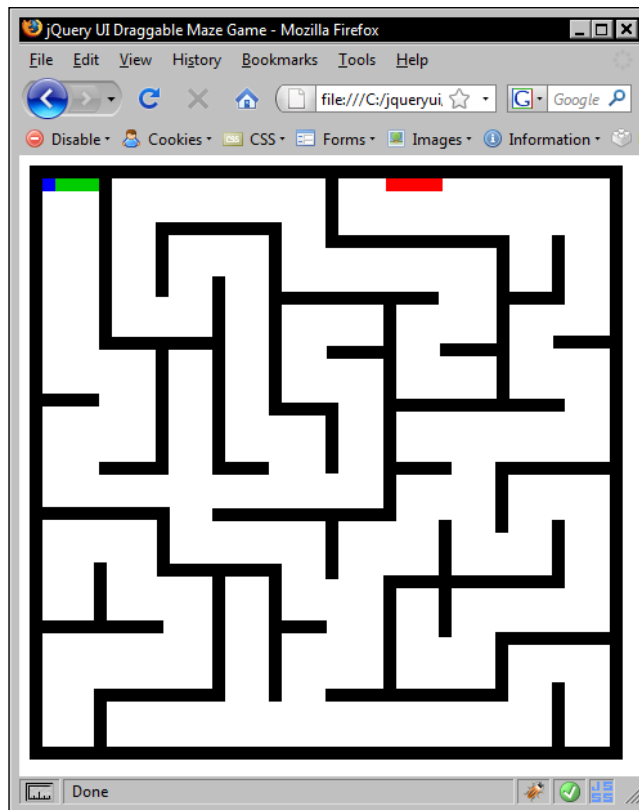 jQuery UI Draggable Maze Game - Mozilla Firefox
File Edit View History Bookmarks Tools Help
file:///C:/jqueryui, G Google
Disable Cookies CSS Forms Images Information
Done